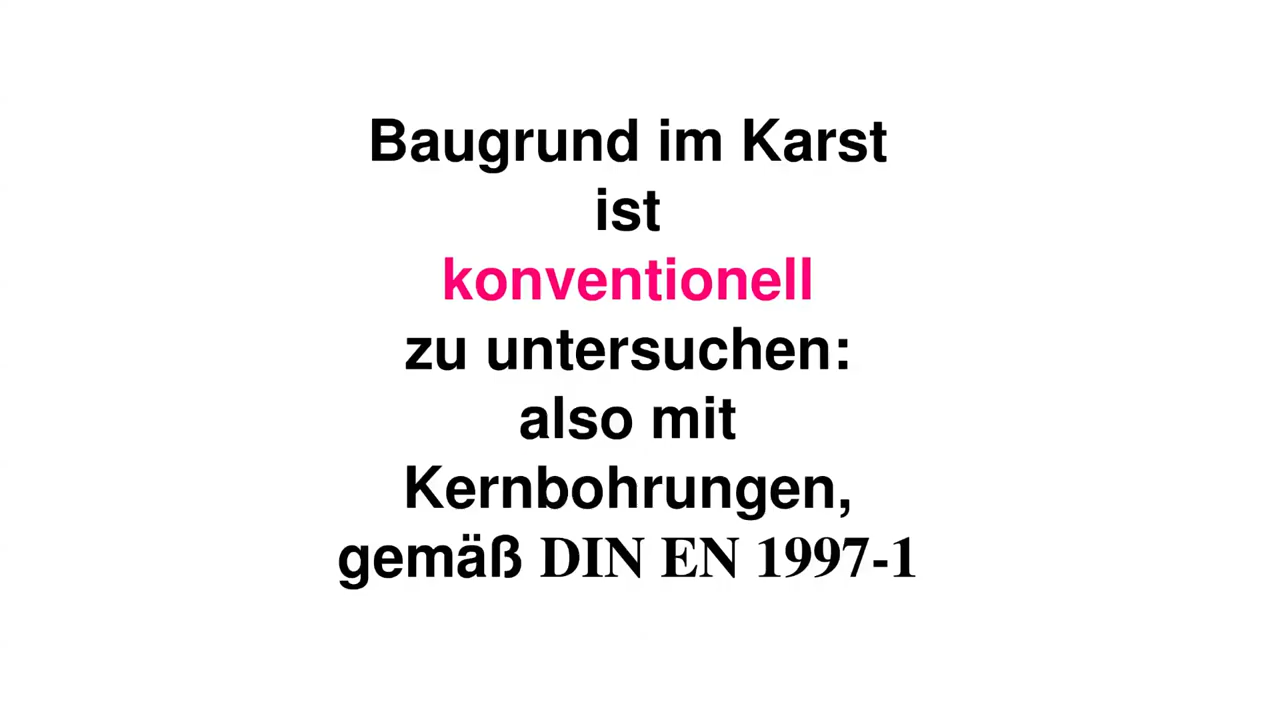 Baugrund im Karst
ist
konventionell
zu untersuchen:
also mit
Kernbohrungen,
gemäß DIN EN 1997-1